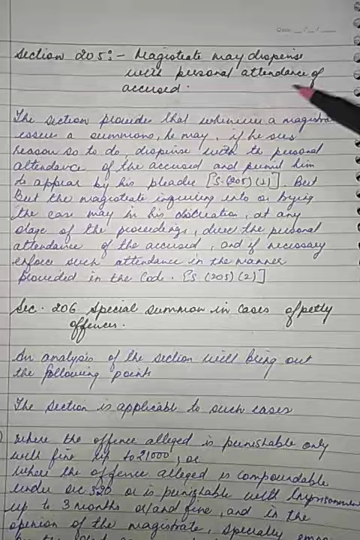 Section 205:- Magistrate may dispense
with personal attendance of
accused.
The section provides that whenever a magistrate
issues a summons, he may, if he sees
reason so to do, dispense with the personal
attendance of the accused and permit him
to appear by his pleader [S.(205)(1)]. But
But the magistrate inquiring into or trying
the case may in his discretion, at any
stage of the proceedings, direct the personal
attendance of the accused, and if necessary
enforce such attendance in the manner
provided in the Code. [S (205)(2)]
Sec. 206 Special summon in cases of petty
offences.
An analysis of the section will bring out
the following points
The section is applicable to such cases
where the offence alleged is punishable only
with fine up to 1000, or
where the offence alleged is compoundable
under sec 320 or is punishable with Imprisonment
up to 3 months or/and fine, and in the
opinion of the magistrate, specially